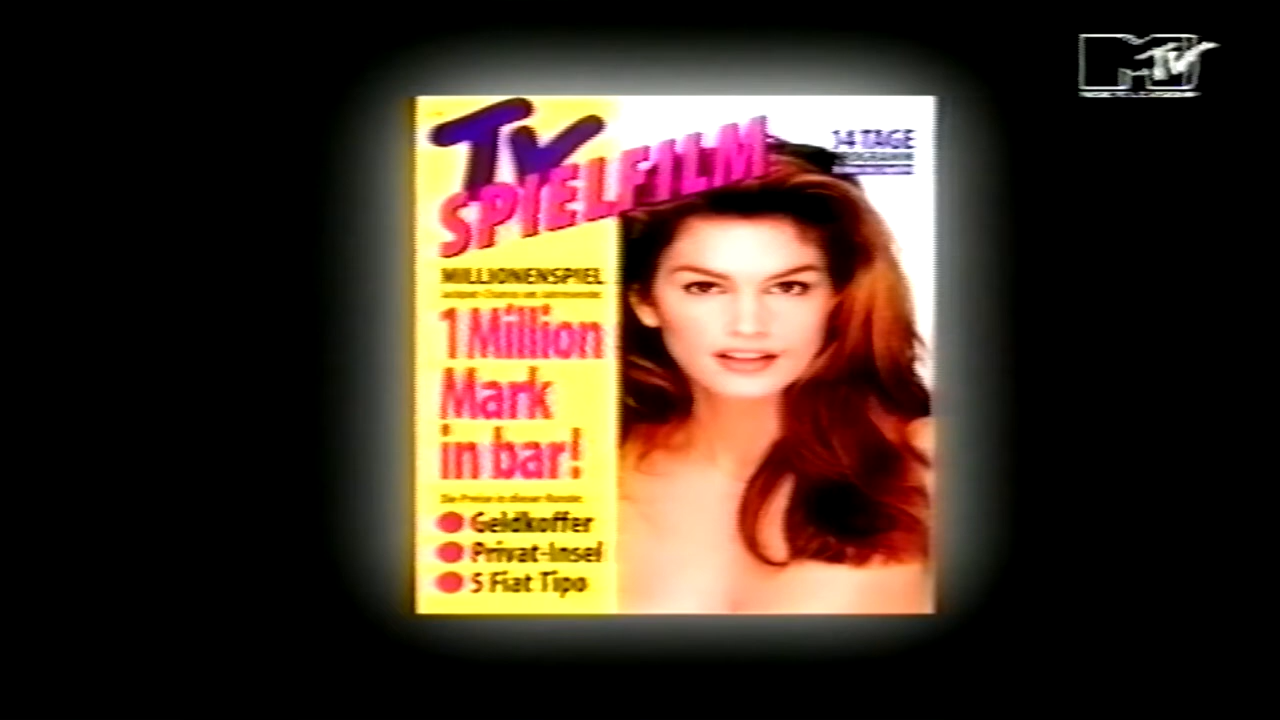 MTV
TV
SPIELFILM
14 TAGE
MILLIONENSPIEL
1 Million
Mark
in bar!
Geldkoffer
Privat-Insel
5 Fiat Tipo